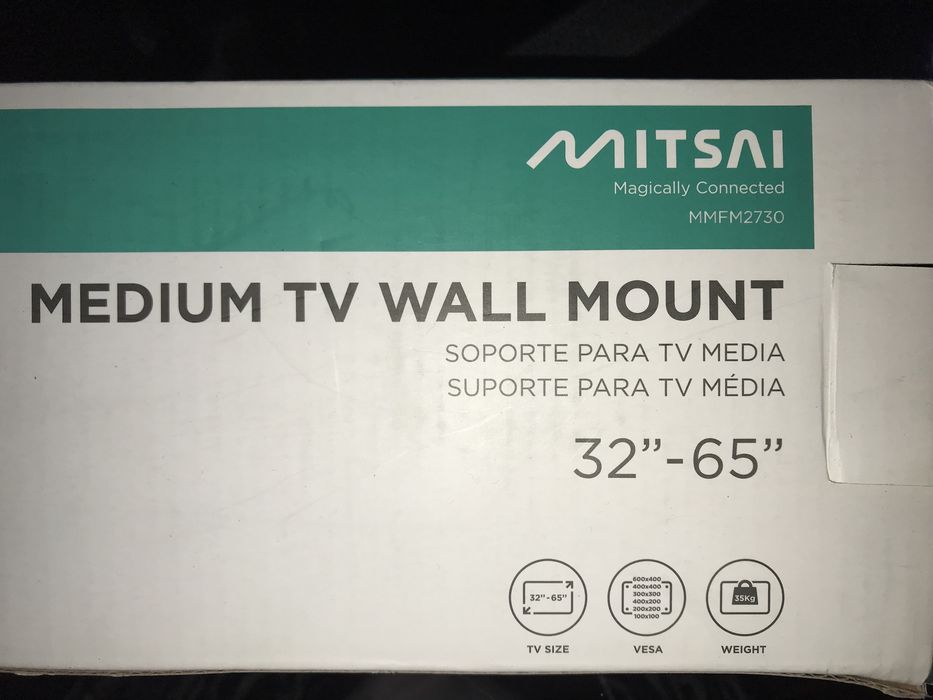 MITSAI
Magically Connected
MMFM2730
MEDIUM TV WALL MOUNT
SOPORTE PARA TV MEDIA
SUPORTE PARA TV MÉDIA
32”-65”
32”-65”
600x400
400x400
300x300
400x200
200x200
100x100
35Kg
TV SIZE
VESA
WEIGHT